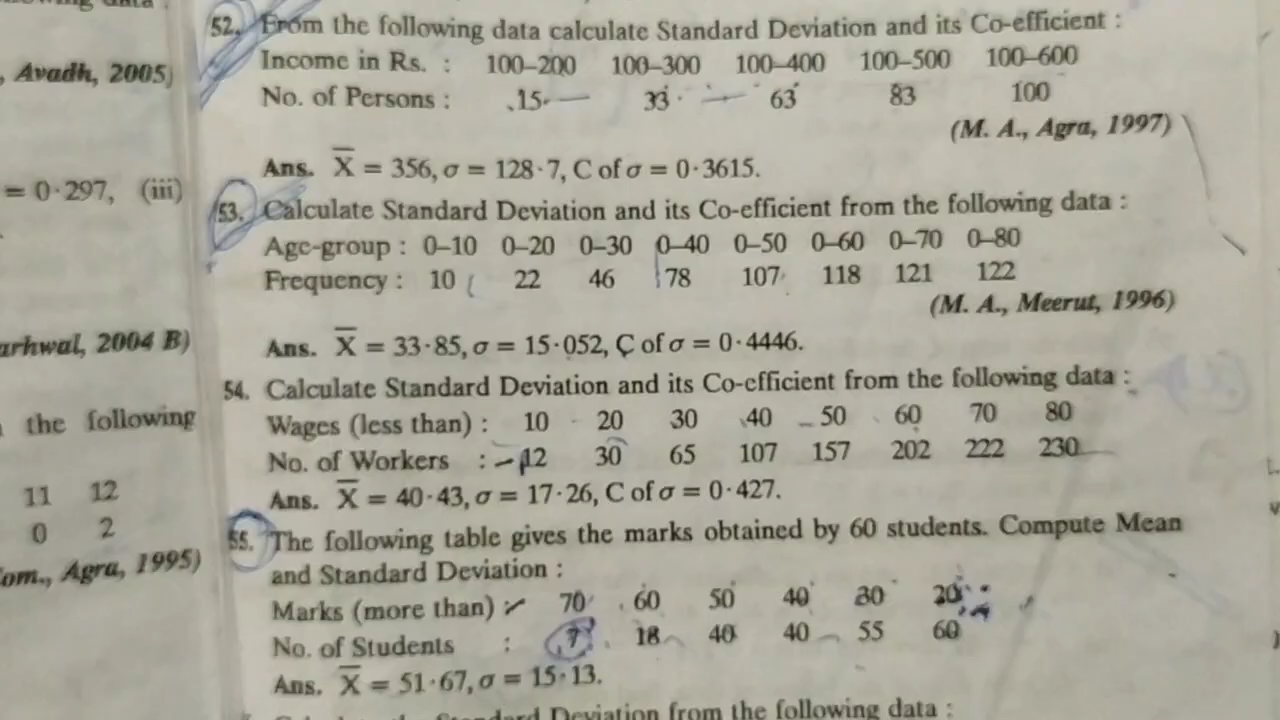 , Avadh, 2005)
= 0·297, (iii)
arhwal, 2004 B)
the following
11 12
0 2
om., Agra, 1995)
52. From the following data calculate Standard Deviation and its Co-efficient :
Income in Rs. : 100–200 100–300 100–400 100–500 100–600
No. of Persons : 15 33 63 83 100
(M. A., Agra, 1997)
Ans. X̅ = 356, σ = 128·7, C of σ = 0·3615.
53. Calculate Standard Deviation and its Co-efficient from the following data :
Age-group : 0–10 0–20 0–30 0–40 0–50 0–60 0–70 0–80
Frequency : 10 22 46 78 107 118 121 122
(M. A., Meerut, 1996)
Ans. X̅ = 33·85, σ = 15·052, C of σ = 0·4446.
54. Calculate Standard Deviation and its Co-efficient from the following data :
Wages (less than) : 10 20 30 40 50 60 70 80
No. of Workers : 12 30 65 107 157 202 222 230
Ans. X̅ = 40·43, σ = 17·26, C of σ = 0·427.
55. The following table gives the marks obtained by 60 students. Compute Mean
and Standard Deviation :
Marks (more than) : 70 60 50 40 30 20
No. of Students : 7 18 40 40 55 60
Ans. X̅ = 51·67, σ = 15·13.
Standard Deviation from the following data :